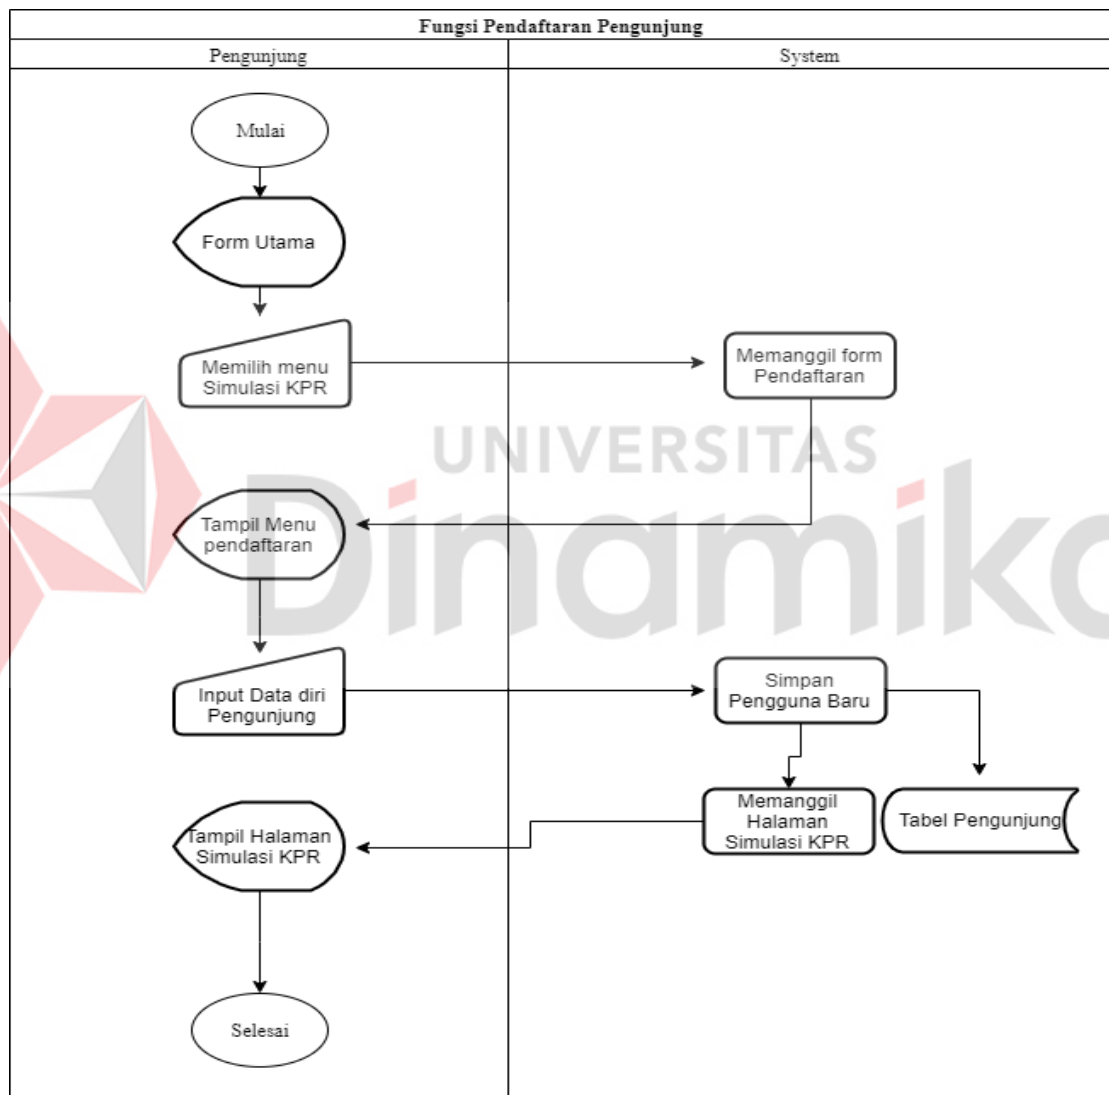 Fungsi Pendaftaran Pengunjung
Pengunjung
System
Mulai
Form Utama
Memilih menu
Simulasi KPR
Memanggil form
Pendaftaran
UNIVERSITAS
Dinamika
Tampil Menu
pendaftaran
Input Data diri
Pengunjung
Simpan
Pengguna Baru
Memanggil
Halaman
Simulasi KPR
Tabel Pengunjung
Tampil Halaman
Simulasi KPR
Selesai